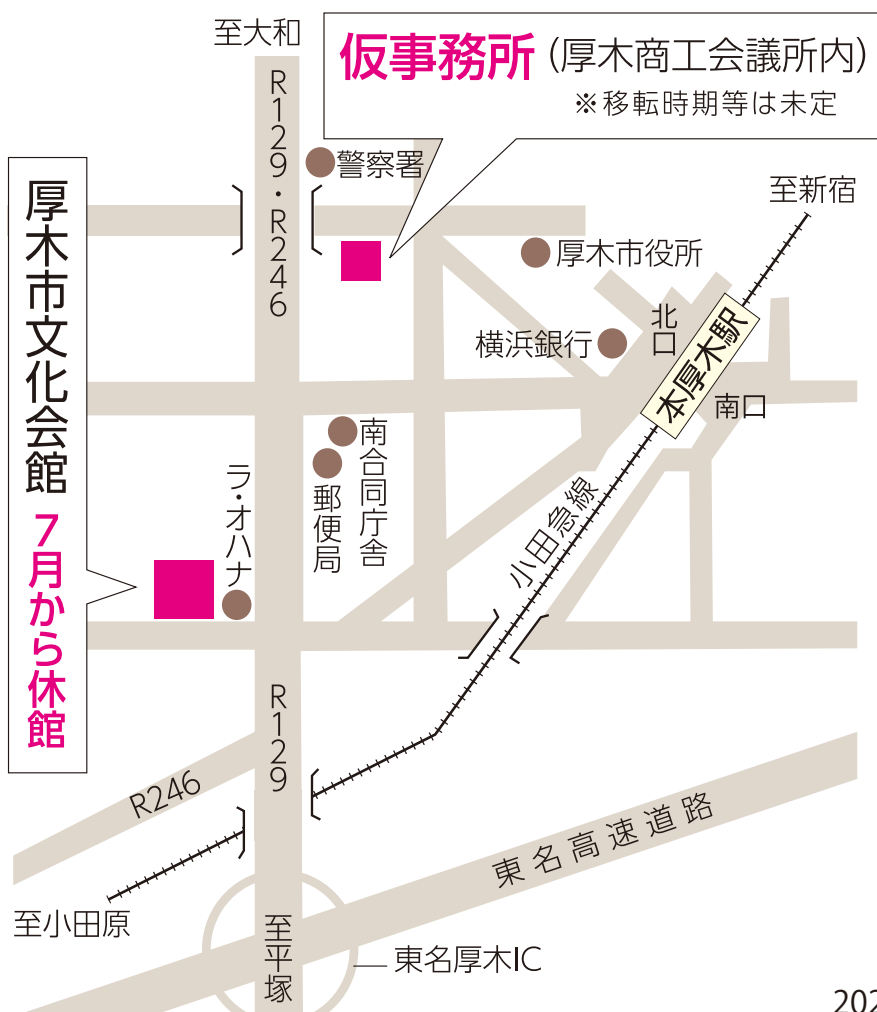 至大和
仮事務所(厚木商工会議所内)
※移転時期等は未定
R129・R246
警察署
至新宿
厚木市役所
厚木市文化会館 7月から休館
横浜銀行
北口
本厚木駅
南口
南合同庁舎
郵便局
ラ・オハナ
小田急線
R129
R246
東名高速道路
至小田原
至平塚
東名厚木IC
202